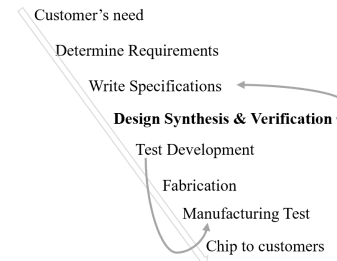 Customer's need
Determine Requirements
Write Specifications
Design Synthesis & Verification
Test Development
Fabrication
Manufacturing Test
Chip to customers